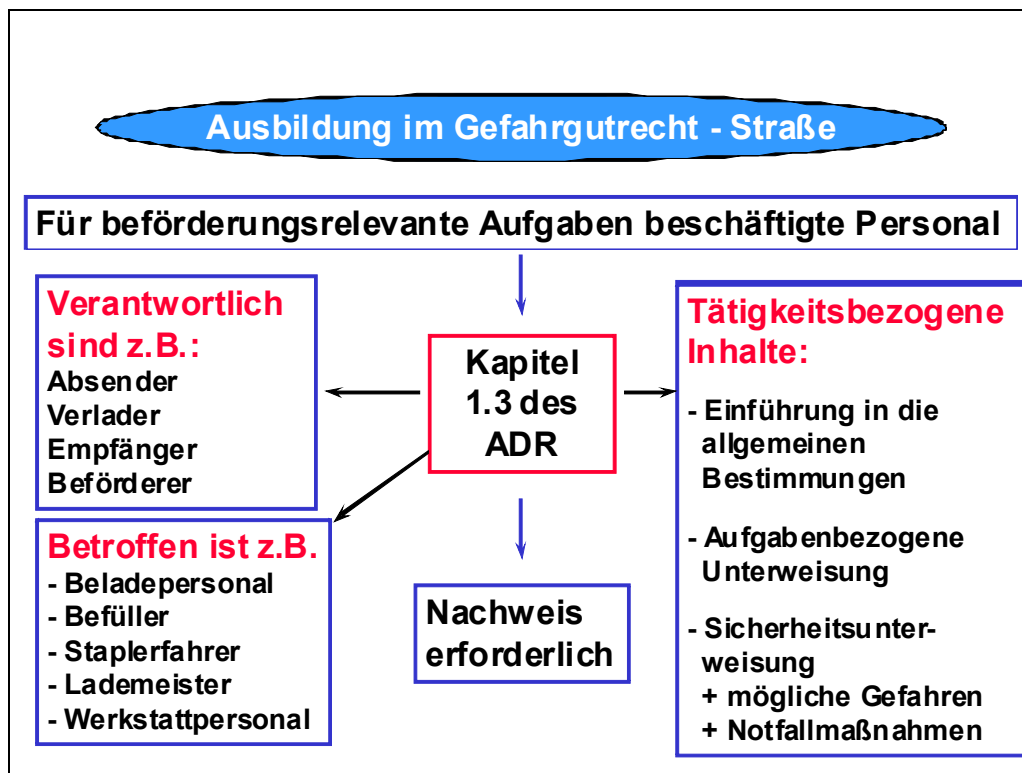 Ausbildung im Gefahrgutrecht - Straße
Für beförderungsrelevante Aufgaben beschäftigte Personal
Verantwortlich
sind z.B.:
Absender
Verlader
Empfänger
Beförderer
Betroffen ist z.B.
- Beladepersonal
- Befüller
- Staplerfahrer
- Lademeister
- Werkstattpersonal
Kapitel
1.3 des
ADR
Nachweis
erforderlich
Tätigkeitsbezogene
Inhalte:
- Einführung in die
allgemeinen
Bestimmungen
- Aufgabenbezogene
Unterweisung
- Sicherheitsunter-
weisung
+ mögliche Gefahren
+ Notfallmaßnahmen